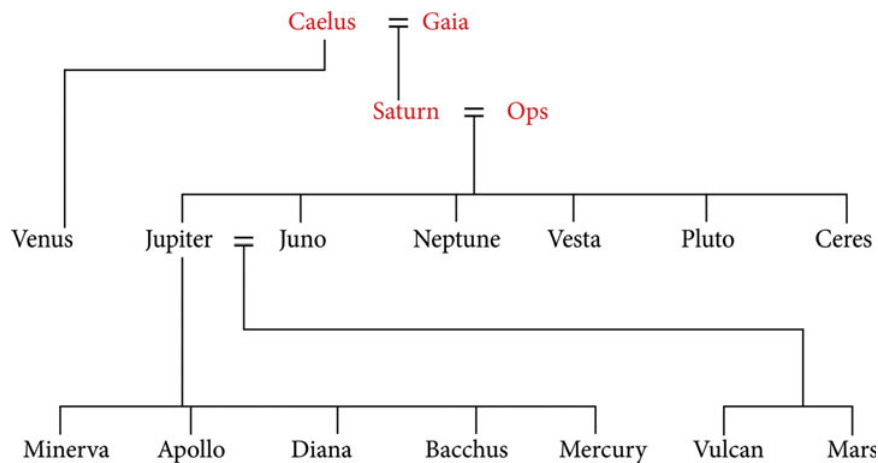 Caelus = Gaia
Saturn = Ops
Venus Jupiter = Juno Neptune Vesta Pluto Ceres
Minerva Apollo Diana Bacchus Mercury Vulcan Mars